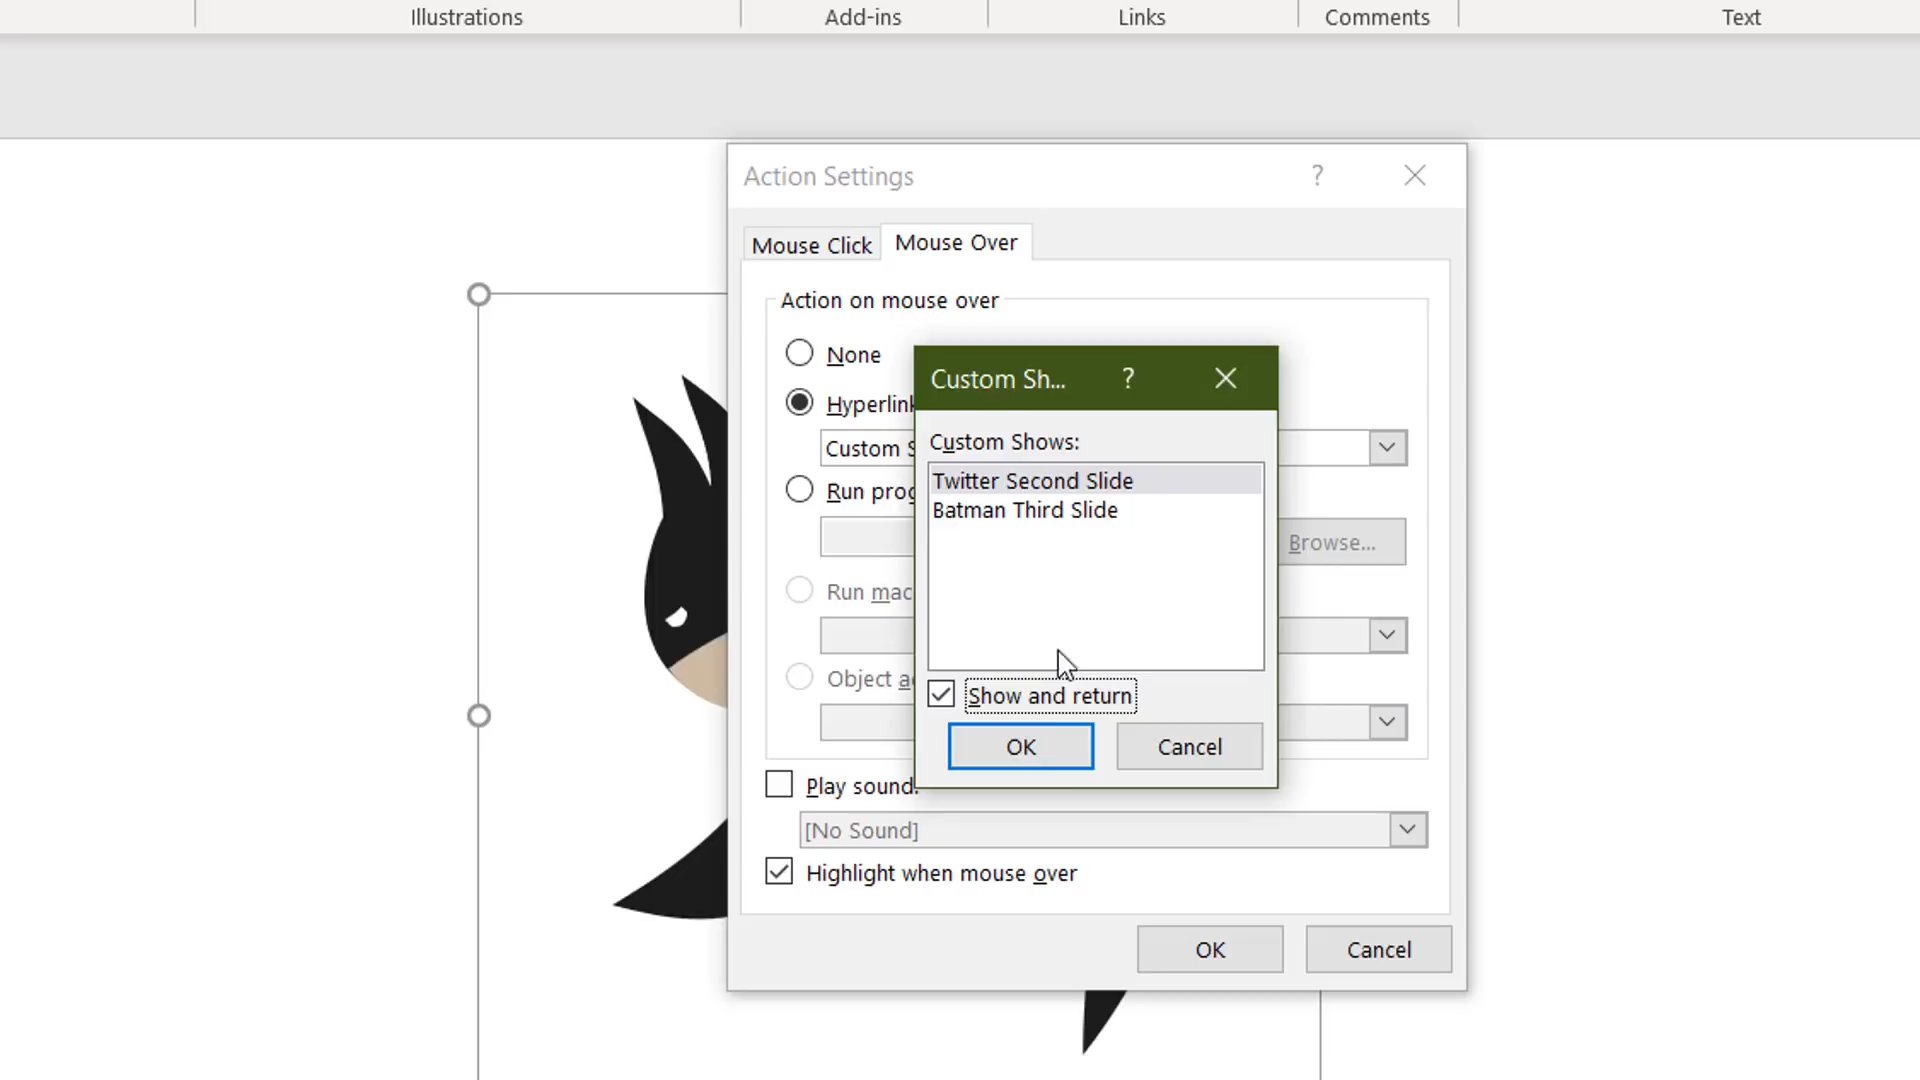 Illustrations
Add-ins
Links
Comments
Text
Action Settings
?
Mouse Click
Mouse Over
Action on mouse over
None
Hyperlink
Custom S
Run prog
Browse...
Run mac
Object a
Custom Sh...
?
Custom Shows:
Twitter Second Slide
Batman Third Slide
Show and return
OK
Cancel
Play sound:
[No Sound]
Highlight when mouse over
OK
Cancel